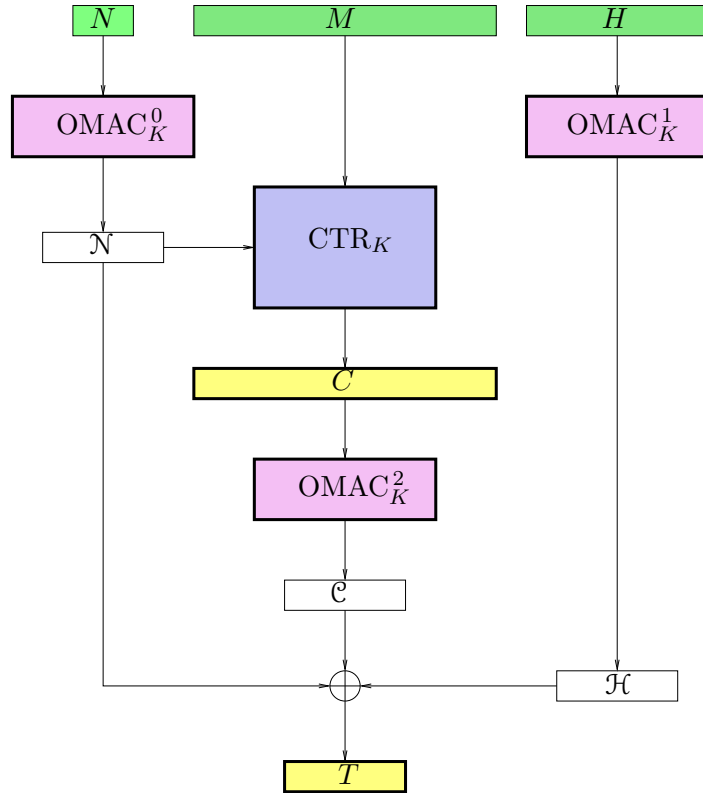 N M H
OMAC⁰_K OMAC¹_K
𝒩 CTR_K
C
OMAC²_K
𝒞
ℋ
T